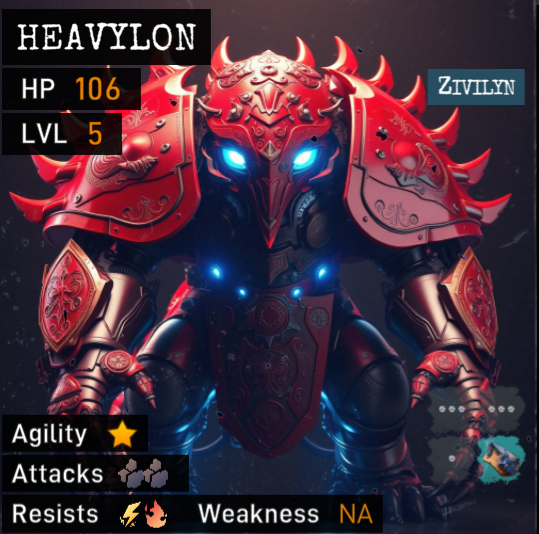 HEAVYLON
HP 106
ZIVILYN
LVL 5
Agility
Attacks
Resists Weakness NA